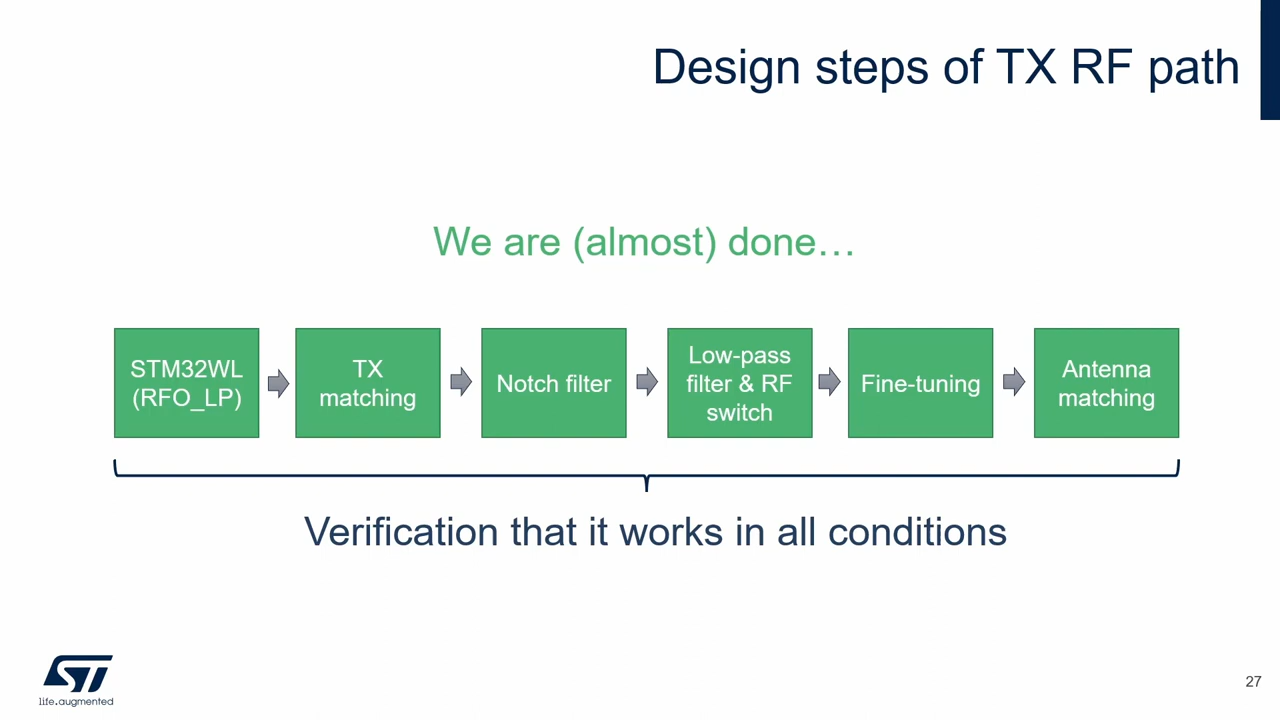 Design steps of TX RF path
We are (almost) done…
STM32WL
(RFO_LP)
TX
matching
Notch filter
Low-pass
filter & RF
switch
Fine-tuning
Antenna
matching
Verification that it works in all conditions
ST
life.augmented
27